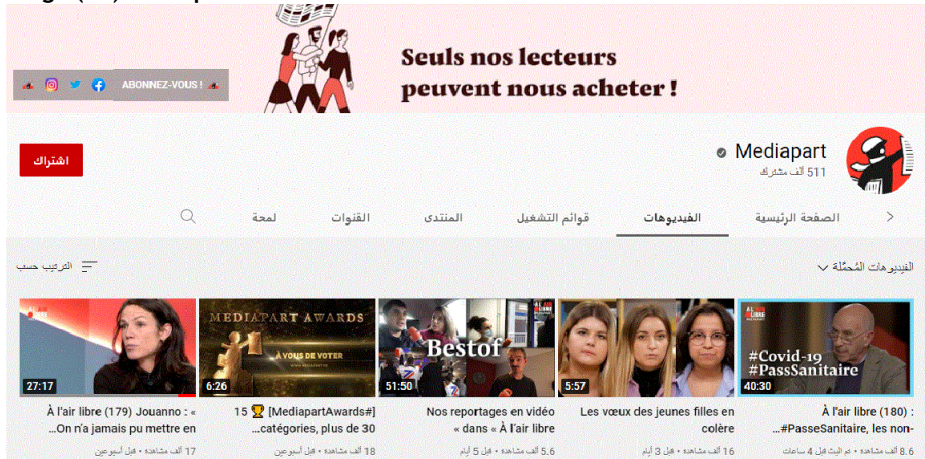 Seuls nos lecteurs
peuvent nous acheter !
ABONNEZ-VOUS !
Mediapart
511 ألف مشترك
اشتراك
الصفحة الرئيسية
الفيديوهات
قوائم التشغيل
المنتدى
القنوات
لمحة
الفيديوهات المُحمَّلة
الترتيب حسب
À L'AIR LIBRE
#Covid-19
#PassSanitaire
40:30
5:57
Bestof
51:50
MEDIAPART AWARDS
À VOUS DE VOTER
6:26
27:17
À l'air libre (180) :
#PasseSanitaire, les non-...
8.6 ألف مشاهدة • تم البث قبل 4 ساعات
Les vœux des jeunes filles en
colère
16 ألف مشاهدة • قبل 3 أيام
Nos reportages en vidéo
dans « À l'air libre »
5.6 ألف مشاهدة • قبل 5 أيام
[#MediapartAwards] 🏆 15
catégories, plus de 30...
18 ألف مشاهدة • قبل أسبوعين
À l'air libre (179) Jouanno : «
On n'a jamais pu mettre en...
17 ألف مشاهدة • قبل أسبوعين